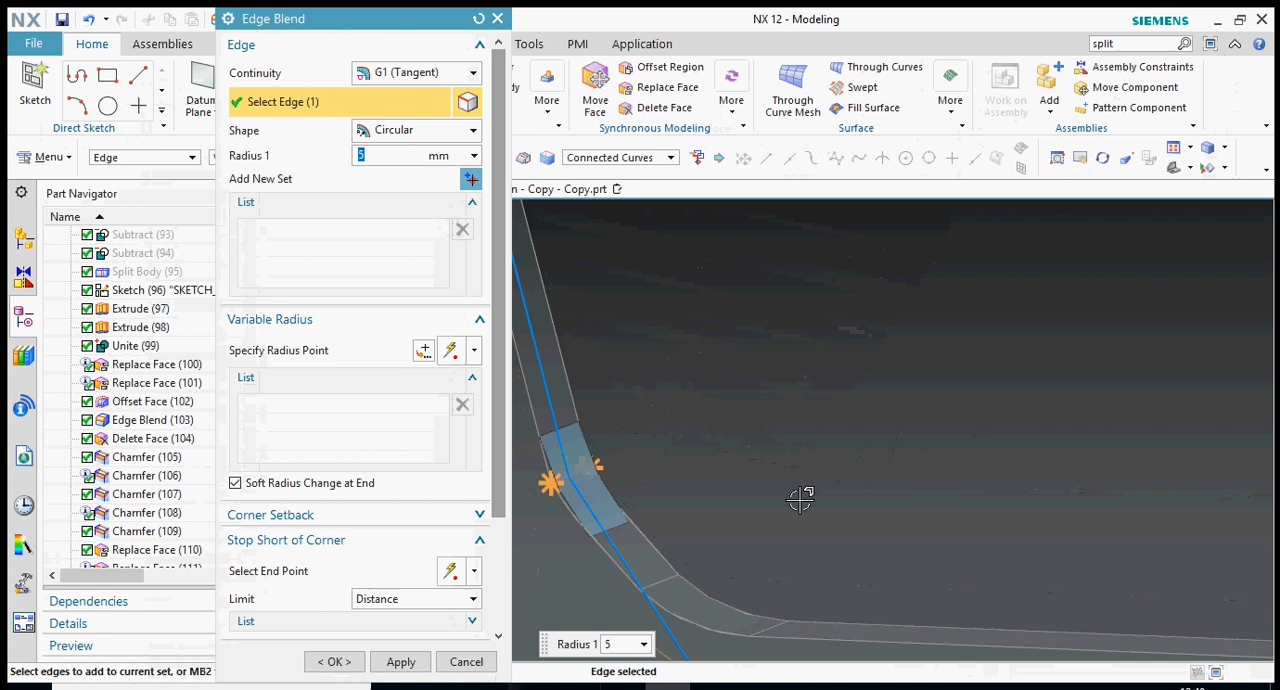 NX
Edge Blend
NX 12 - Modeling
SIEMENS
File
Home
Assemblies
Tools
PMI
Application
split
Sketch
Datum
Plane
Direct Sketch
More
Move
Face
Offset Region
Replace Face
Delete Face
More
Synchronous Modeling
Through
Curve Mesh
Through Curves
Swept
Fill Surface
More
Surface
Work on
Assembly
Add
Assembly Constraints
Move Component
Pattern Component
Assemblies
Menu
Edge
Connected Curves
n - Copy - Copy.prt
Part Navigator
Name
Subtract (93)
Subtract (94)
Split Body (95)
Sketch (96) "SKETCH_
Extrude (97)
Extrude (98)
Unite (99)
Replace Face (100)
Replace Face (101)
Offset Face (102)
Edge Blend (103)
Delete Face (104)
Chamfer (105)
Chamfer (106)
Chamfer (107)
Chamfer (108)
Chamfer (109)
Replace Face (110)
Dependencies
Details
Preview
Edge
Continuity
G1 (Tangent)
Select Edge (1)
Shape
Circular
Radius 1
5
mm
Add New Set
List
Variable Radius
Specify Radius Point
List
Soft Radius Change at End
Corner Setback
Stop Short of Corner
Select End Point
Limit
Distance
List
< OK >
Apply
Cancel
Radius 1
5
Select edges to add to current set, or MB2
Edge selected